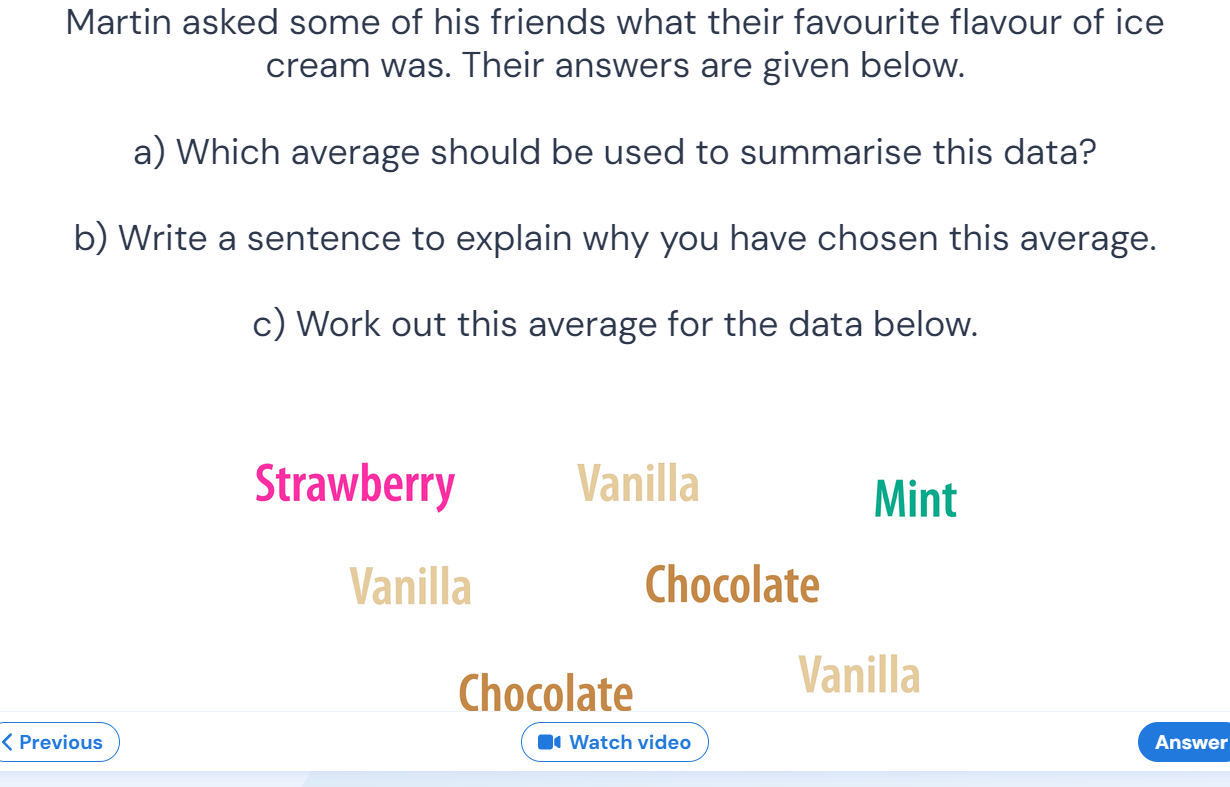 Martin asked some of his friends what their favourite flavour of ice
cream was. Their answers are given below.
a) Which average should be used to summarise this data?
b) Write a sentence to explain why you have chosen this average.
c) Work out this average for the data below.
Strawberry Vanilla Mint
Vanilla Chocolate
Chocolate Vanilla
Previous Watch video Answer